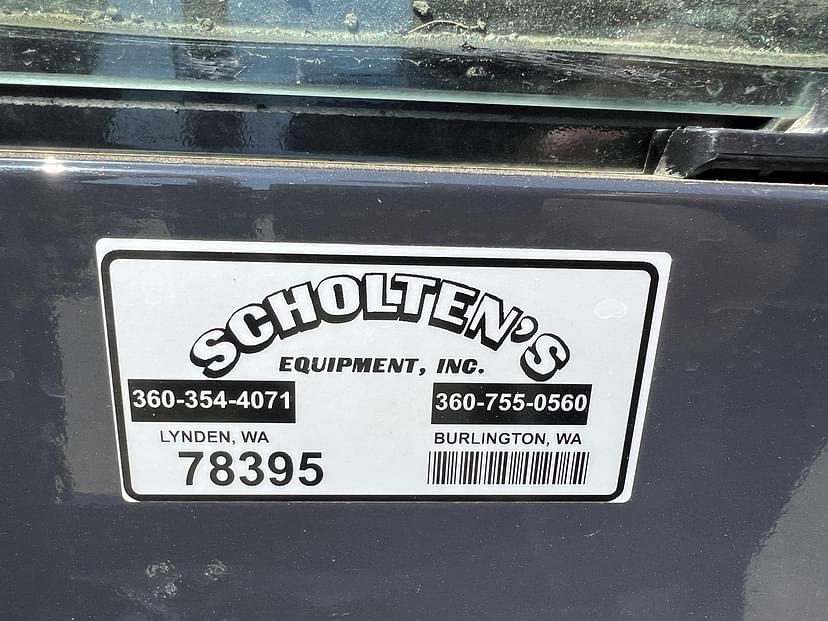 SCHOLTEN'S
EQUIPMENT, INC.
360-354-4071 360-755-0560
LYNDEN, WA BURLINGTON, WA
78395